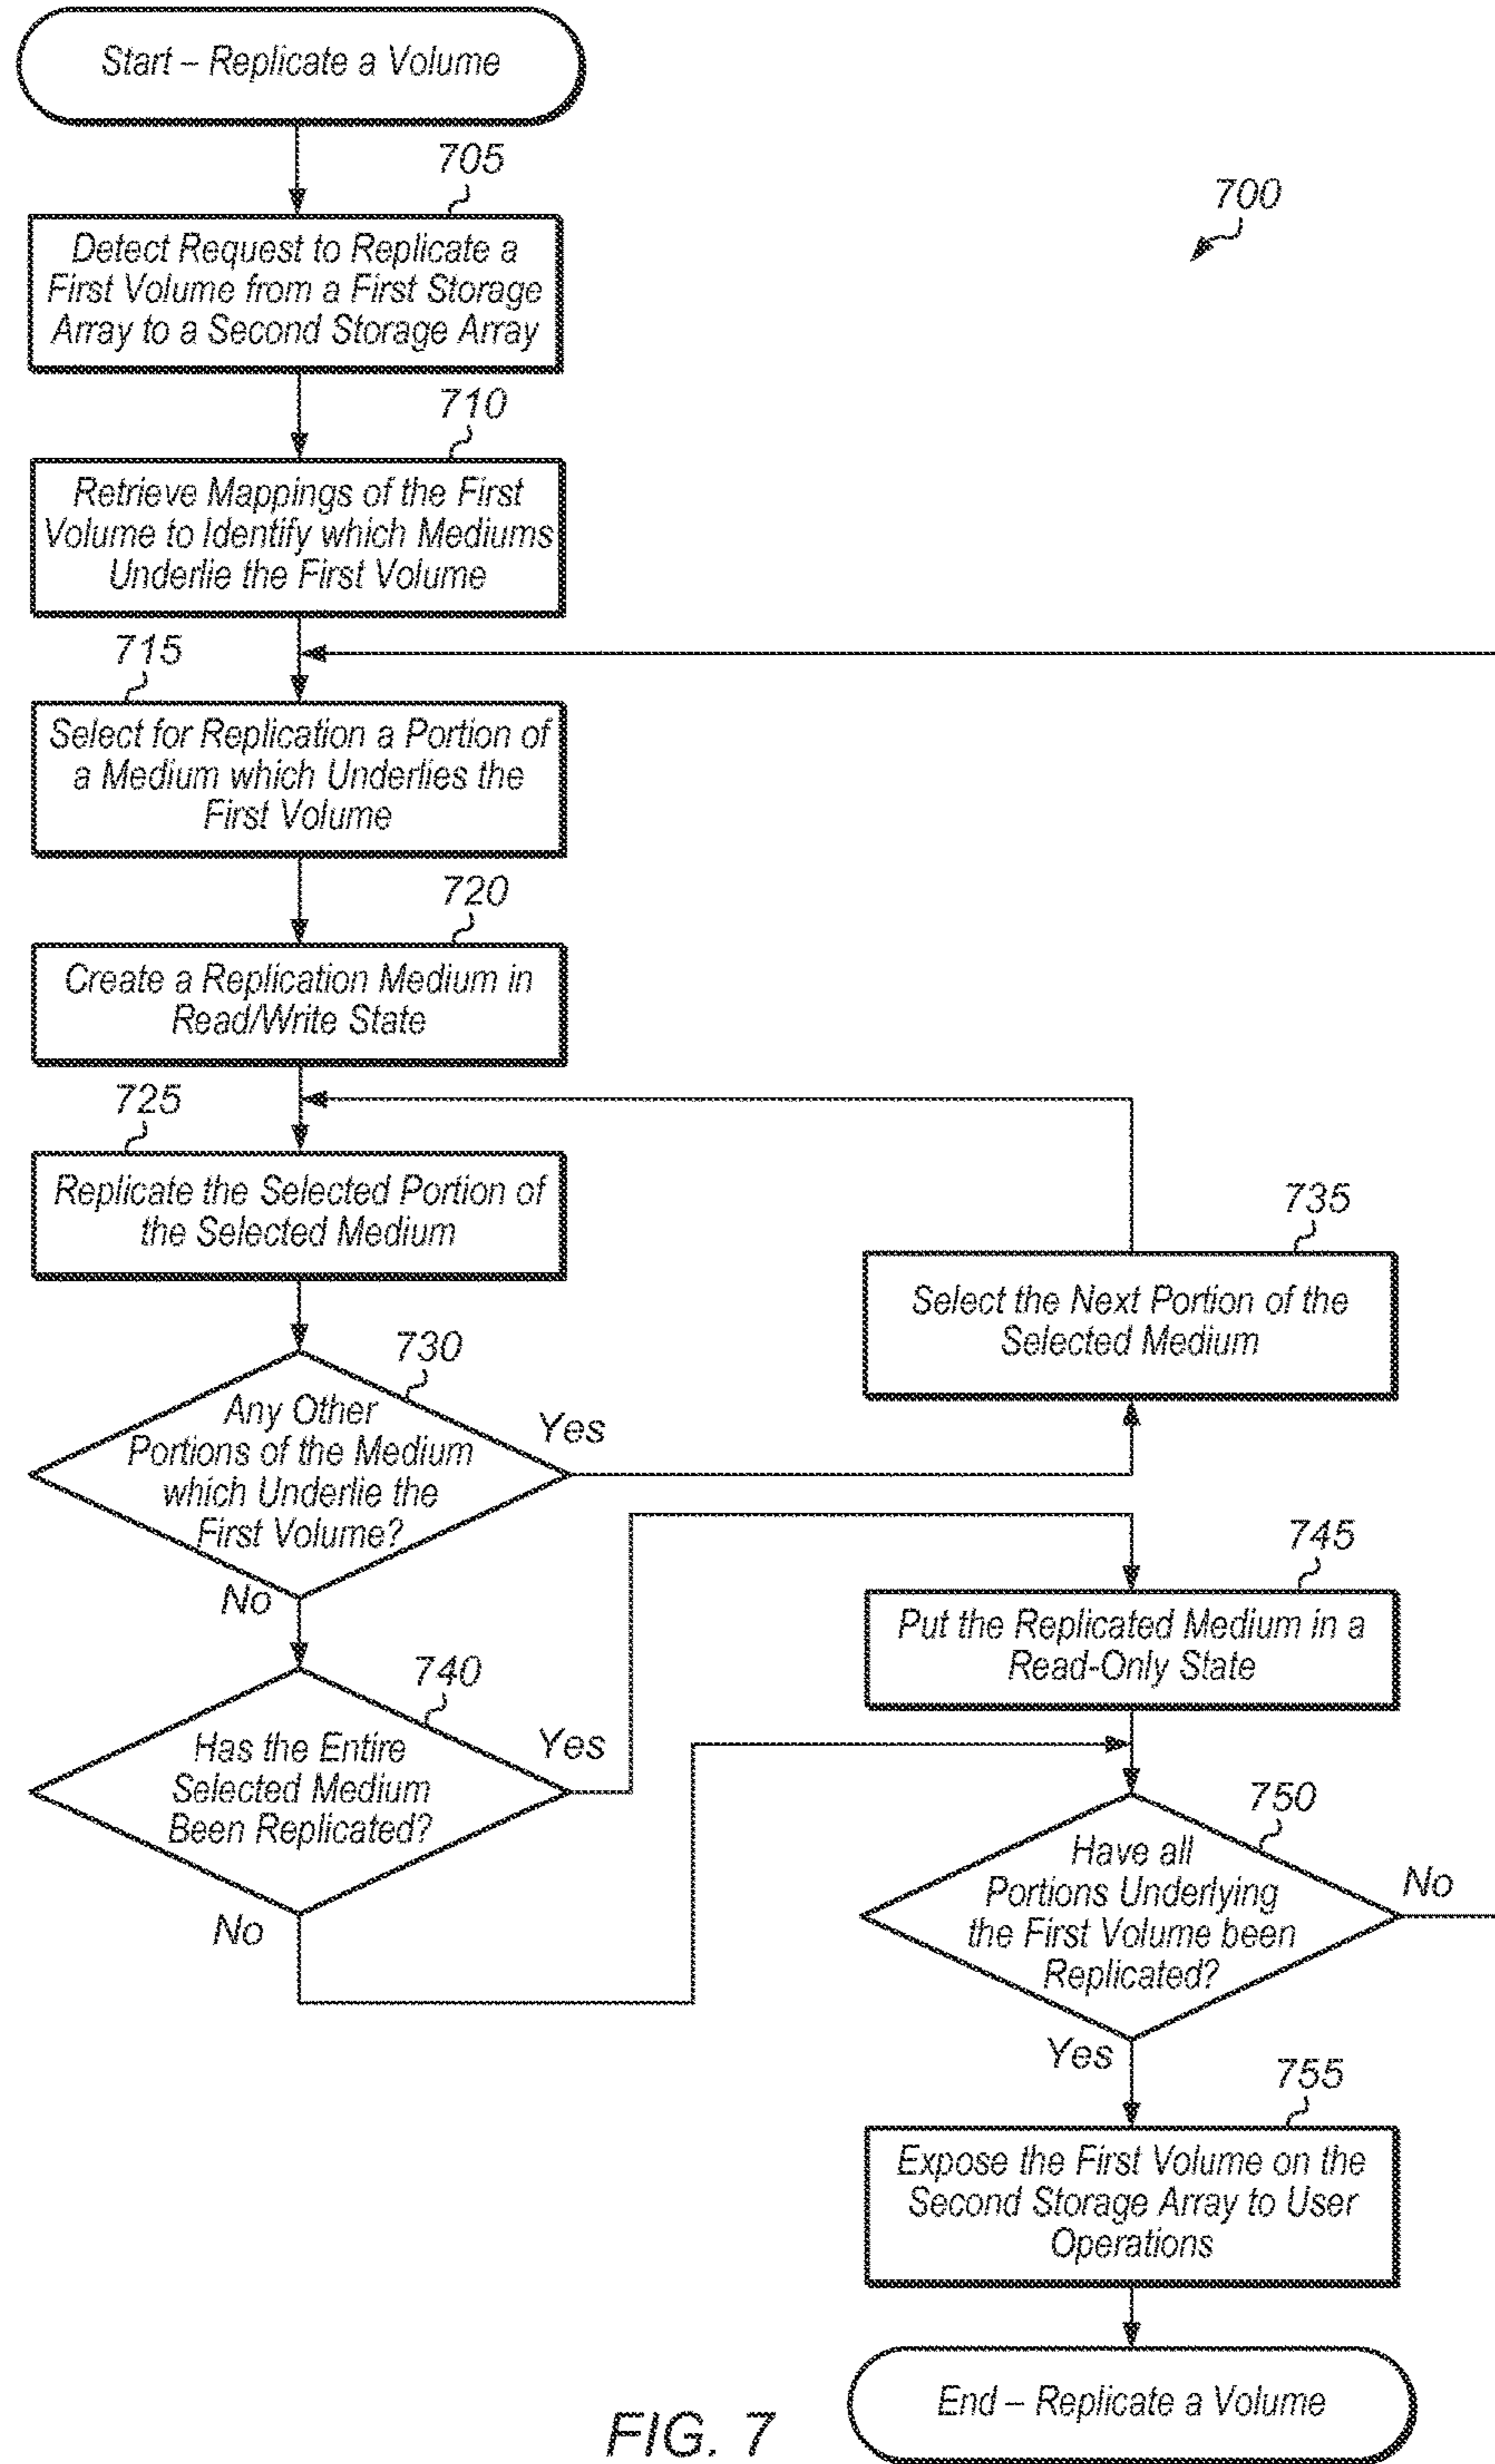 Start – Replicate a Volume
705
700
Detect Request to Replicate a
First Volume from a First Storage
Array to a Second Storage Array
710
Retrieve Mappings of the First
Volume to Identify which Mediums
Underlie the First Volume
715
Select for Replication a Portion of
a Medium which Underlies the
First Volume
720
Create a Replication Medium in
Read/Write State
725
Replicate the Selected Portion of
the Selected Medium
735
Select the Next Portion of the
Selected Medium
730
Any Other
Portions of the Medium
which Underlie the
First Volume?
Yes
No
740
Has the Entire
Selected Medium
Been Replicated?
Yes
No
745
Put the Replicated Medium in a
Read-Only State
750
Have all
Portions Underlying
the First Volume been
Replicated?
No
Yes
755
Expose the First Volume on the
Second Storage Array to User
Operations
End – Replicate a Volume
FIG. 7